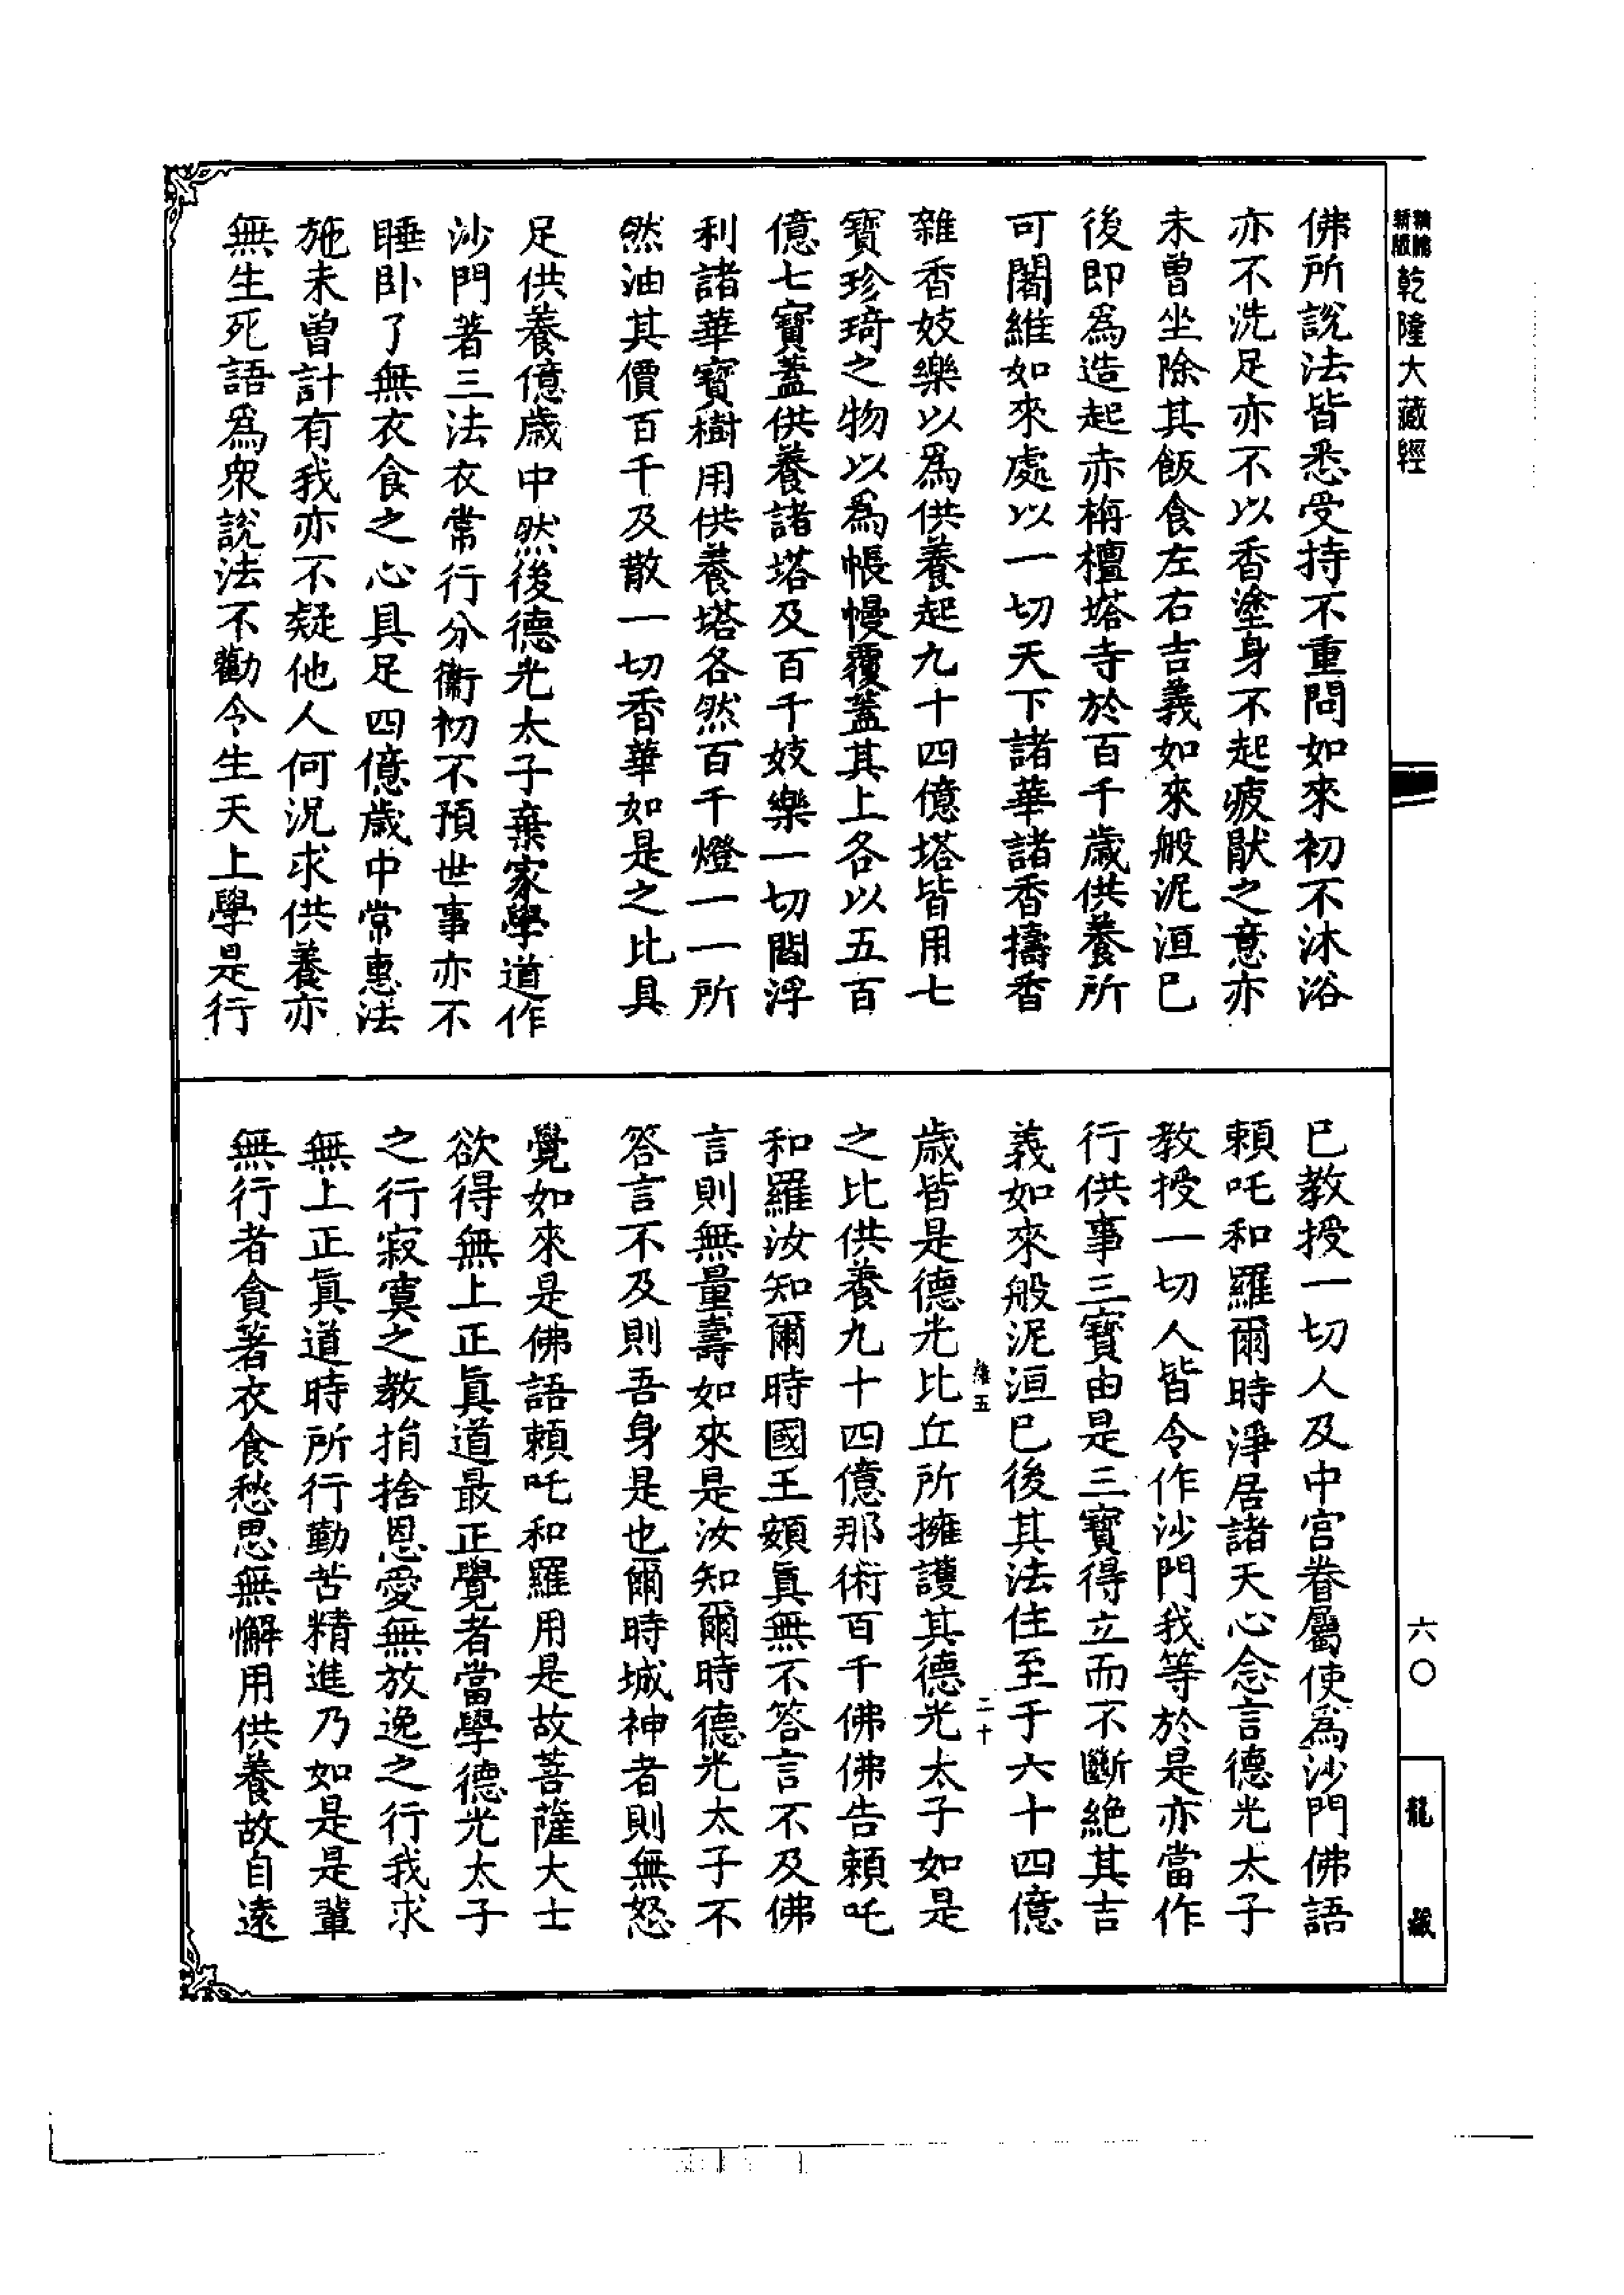 精隦新版乾隆大藏經
佛所說法皆悉受持不重問如來初不沐浴
亦不洗足亦不以香塗身不起疲猒之意亦
未曾坐除其飯食左右吉義如來般泥洹已
後即爲造起赤栴檀塔寺於百千歲供養所
可闍維如來處以一切天下諸華諸香擣香
雜香妓樂以爲供養起九十四億塔皆用七
寶珍琦之物以爲帳幔覆蓋其上各以五百
億七寶蓋供養諸塔及百千妓樂一切閻浮
利諸華寶樹用供養塔各然百千燈一一所
然油其價百千及散一切香華如是之比具
足供養億歲中然後德光太子棄家學道作
沙門著三法衣常行分衞初不預世事亦不
睡卧了無衣食之心具足四億歲中常惠法
施未曾計有我亦不疑他人何況求供養亦
無生死語爲衆說法不勸令生天上學是行
已教授一切人及中宮眷屬使爲沙門佛語
賴吒和羅爾時淨居諸天心念言德光太子
教授一切人皆令作沙門我等於是亦當作
行供事三寶由是三寶得立而不斷絕其吉
義如來般泥洹已後其法住至于六十四億
二十
歲皆是德光比丘所擁護其德光太子如是
之比供養九十四億那術百千佛佛告賴吒
和羅汝知爾時國王頞眞無不答言不及佛
言則無量壽如來是汝知爾時德光太子不
答言不及則吾身是也爾時城神者則無怒
覺如來是佛語賴吒和羅用是故菩薩大士
欲得無上正眞道最正覺者當學德光太子
之行寂寞之教捐捨恩愛無放逸之行我求
無上正眞道時所行勤苦精進乃如是是輩
無行者貪著衣食愁思無懈用供養故自遠
六〇
龍藏